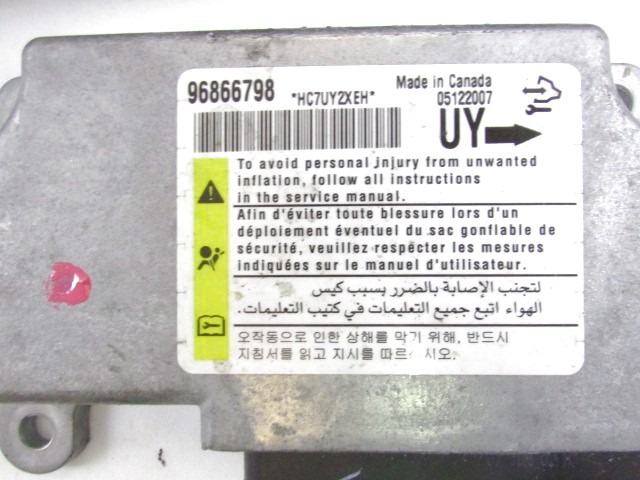 96866798 *HC7UY2XEH* Made in Canada
05122007
UY
To avoid personal injury from unwanted
inflation, follow all instructions
in the service manual.
Afin d'éviter toute blessure lors d'un
déploiement éventuel du sac gonflable de
sécurité, veuillez respecter les mesures
indiquées sur le manuel d'utilisateur.
لتجنب الإصابة بالضرر بسبب كيس
الهواء اتبع جميع التعليمات في كتيب التعليمات.
오작동으로 인한 상해를 막기 위해, 반드시
지침서를 읽고 지시를 따르 시오.